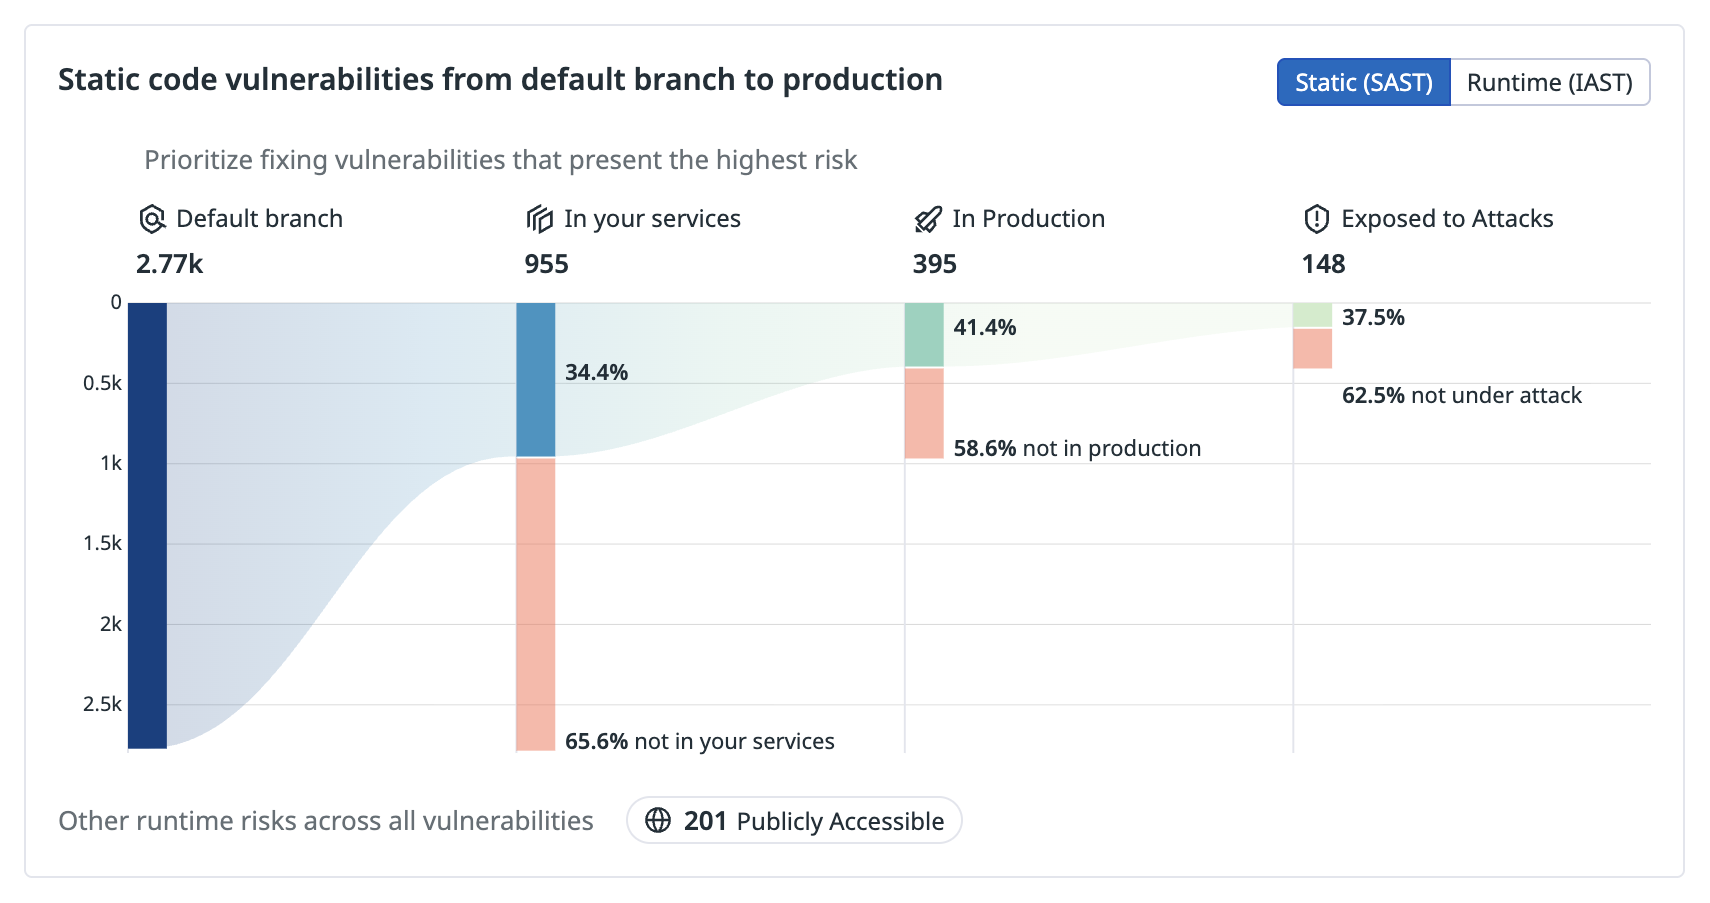 Static code vulnerabilities from default branch to production
Static (SAST)
Runtime (IAST)
Prioritize fixing vulnerabilities that present the highest risk
Default branch
2.77k
In your services
955
In Production
395
Exposed to Attacks
148
0
0.5k
1k
1.5k
2k
2.5k
34.4%
65.6% not in your services
41.4%
58.6% not in production
37.5%
62.5% not under attack
Other runtime risks across all vulnerabilities
201 Publicly Accessible